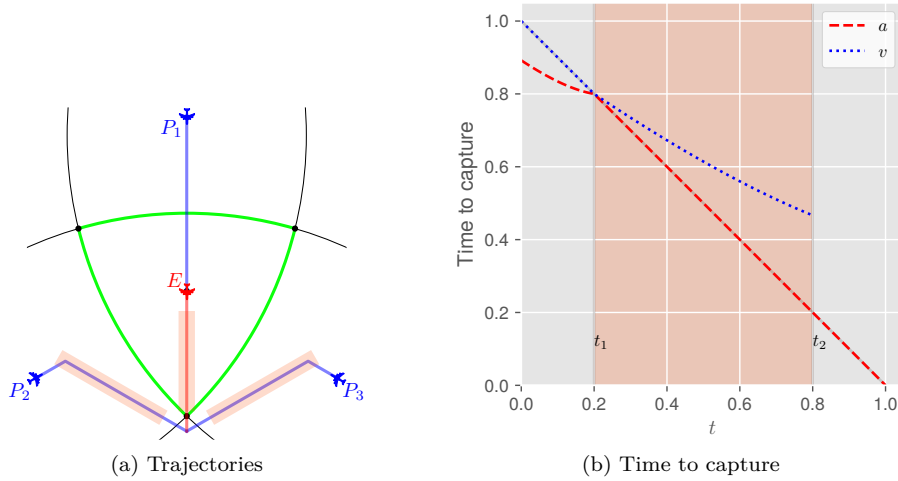 P₁
E
P₂
P₃
(a) Trajectories
Time to capture
1.0
0.8
0.6
0.4
0.2
0.0
a
v
t₁
t₂
0.0 0.2 0.4 0.6 0.8 1.0
t
(b) Time to capture